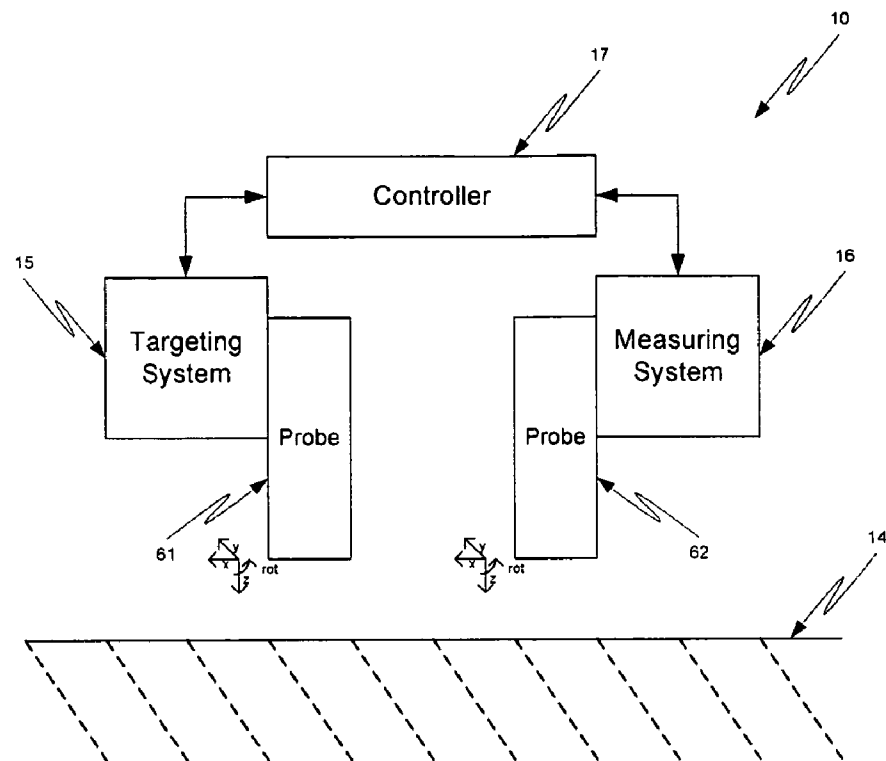 10
17
Controller
15
16
Targeting
System
Measuring
System
Probe
Probe
61
62
y
x
z
rot
y
x
z
rot
14